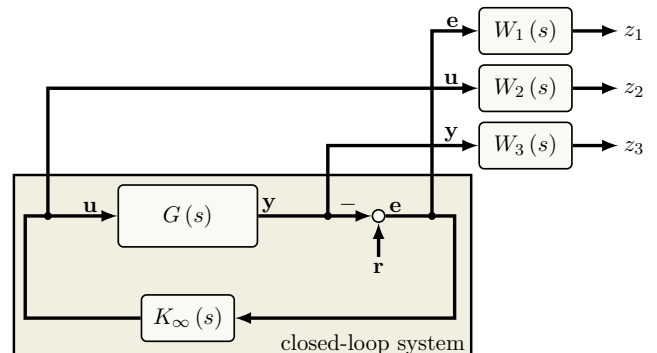 e W₁ (s) z₁
u W₂ (s) z₂
y W₃ (s) z₃
u G (s) y − e
r
K∞ (s)
closed-loop system